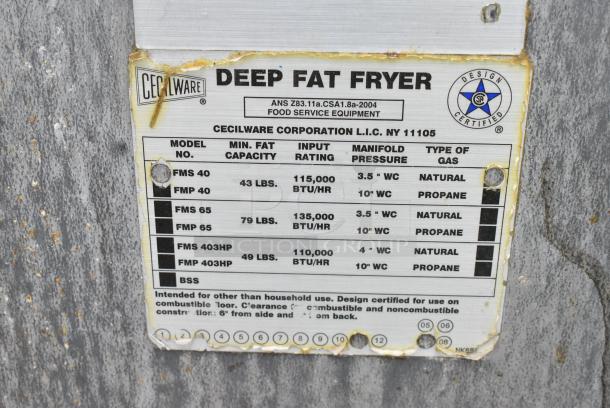 CECILWARE ®
DEEP FAT FRYER
DESIGN CERTIFIED ®
ANS Z83.11a.CSA1.8a-2004
FOOD SERVICE EQUIPMENT
CECILWARE CORPORATION L.I.C. NY 11105
MODEL NO. MIN. FAT CAPACITY INPUT RATING MANIFOLD PRESSURE TYPE OF GAS
FMS 40 3.5 " WC NATURAL
43 LBS. 115,000 BTU/HR
FMP 40 10" WC PROPANE
FMS 65 3.5 " WC NATURAL
79 LBS. 135,000 BTU/HR
FMP 65 10" WC PROPANE
FMS 403HP 4 " WC NATURAL
49 LBS. 110,000 BTU/HR
FMP 403HP 10" WC PROPANE
BSS
Intended for other than household use. Design certified for use on
combustible Clearance combustible and noncombustible
6" from side and back.
05 06
1 2 3 4 5 6 7 8 9 10 12 08